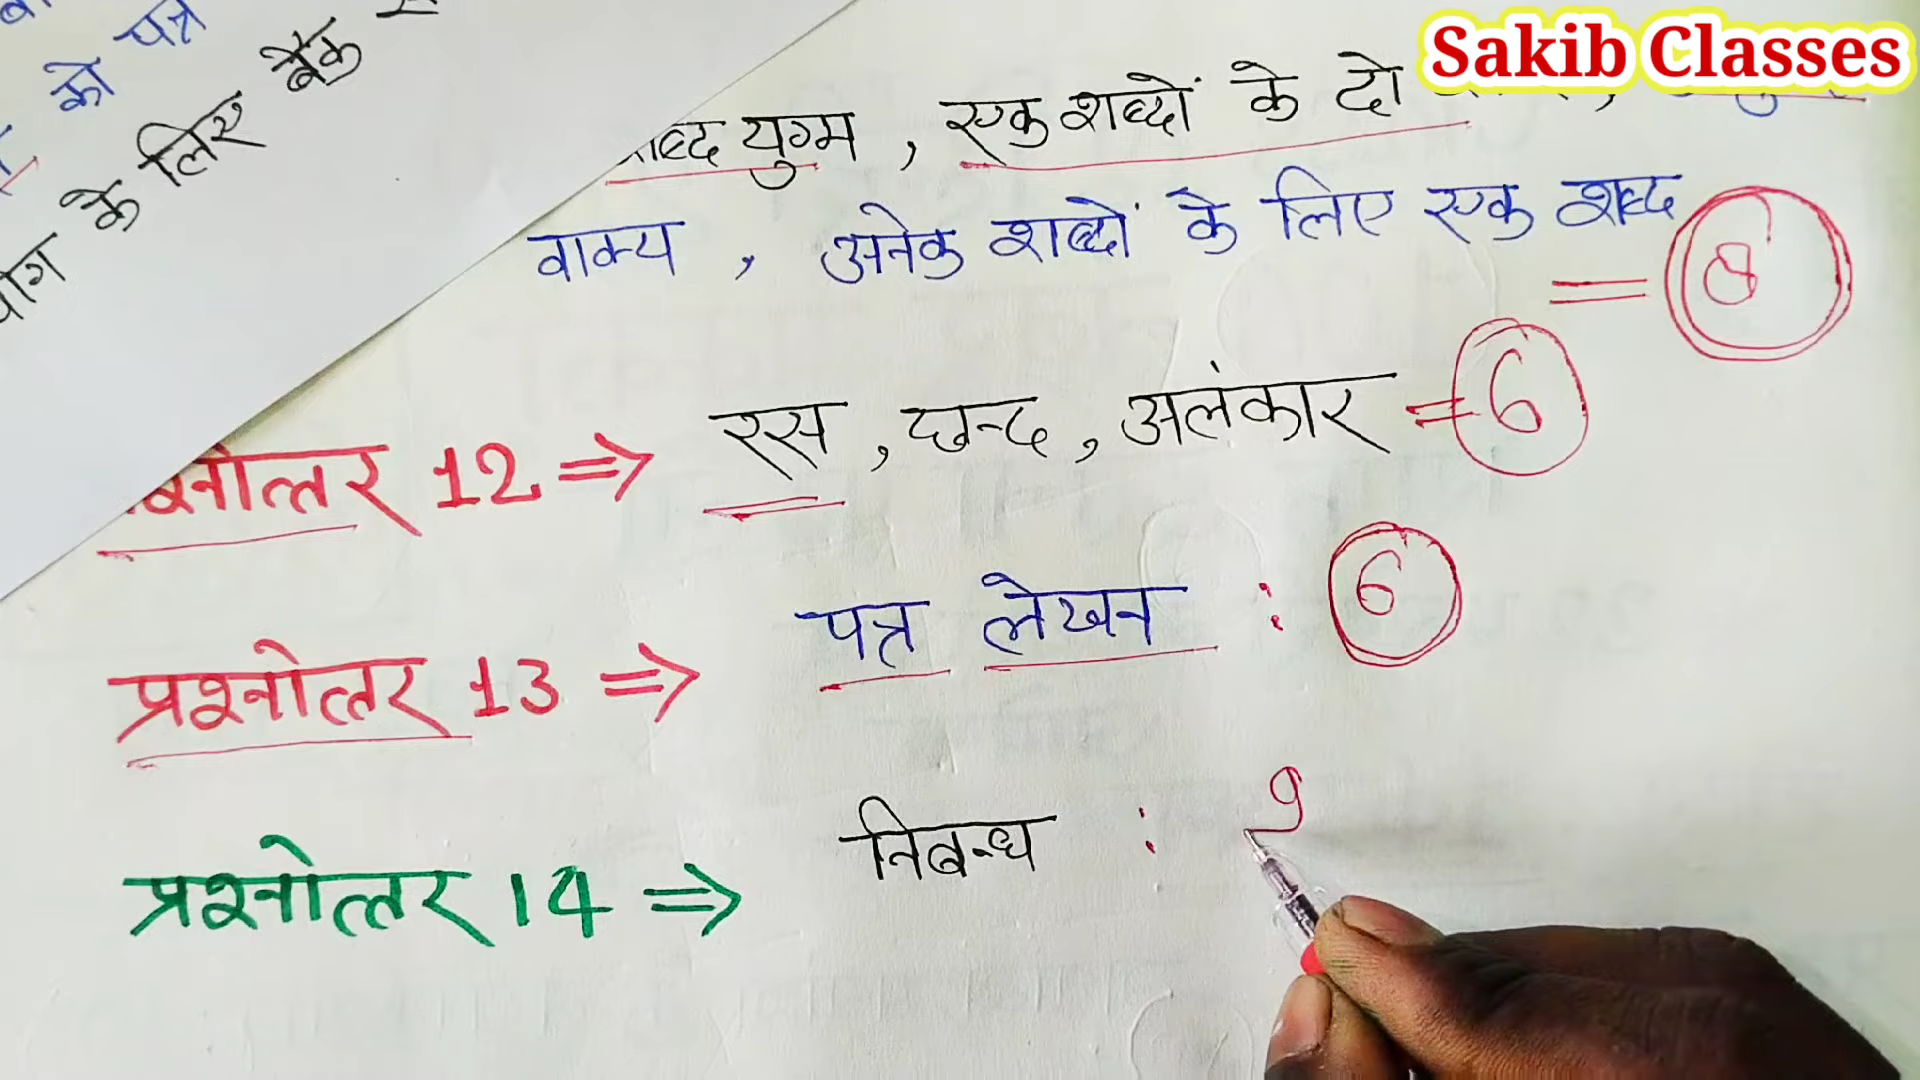 Sakib Classes
को पत्र
योग के लिए बैंक
शब्द युग्म , एक शब्दों के दो
वाक्य , अनेक शब्दों के लिए एक शब्द
= 8
प्रश्नोत्तर 12 ⇒ रस , छन्द , अलंकार = 6
प्रश्नोत्तर 13 ⇒ पत्र लेखन : 6
प्रश्नोत्तर 14 ⇒ निबन्ध : 9